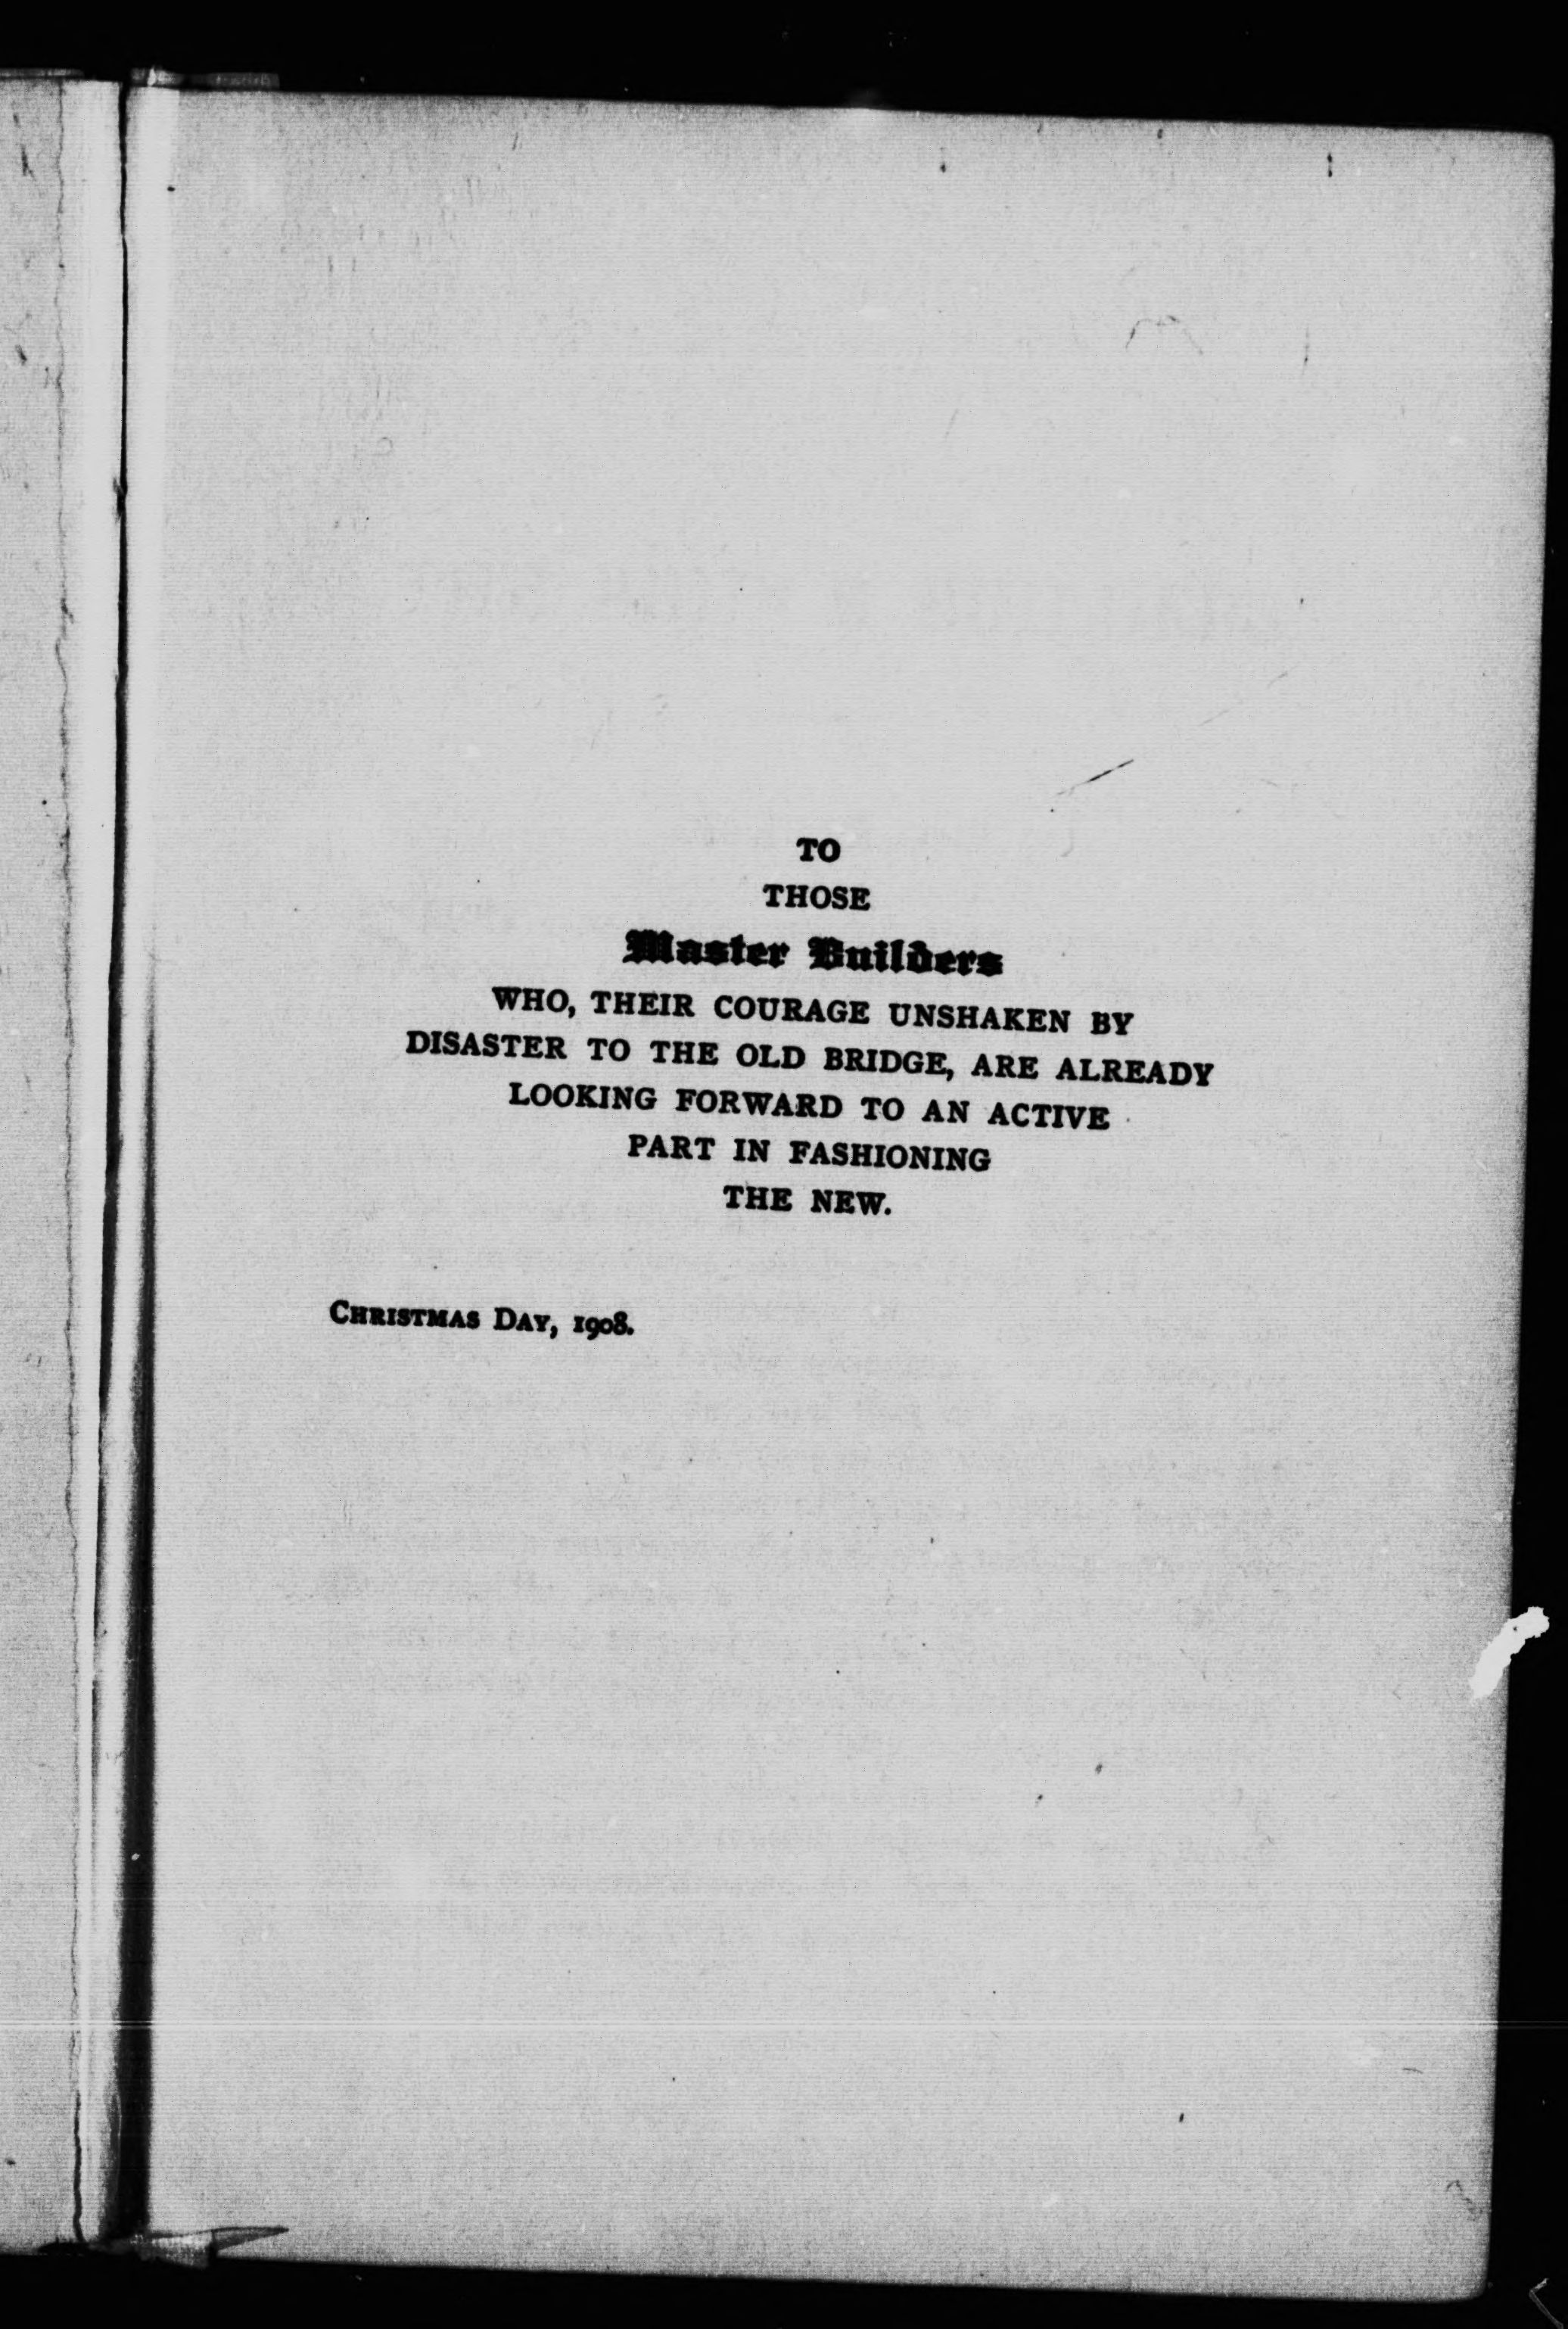 TO
THOSE
Master Builders
WHO, THEIR COURAGE UNSHAKEN BY
DISASTER TO THE OLD BRIDGE, ARE ALREADY
LOOKING FORWARD TO AN ACTIVE
PART IN FASHIONING
THE NEW.
CHRISTMAS DAY, 1908.